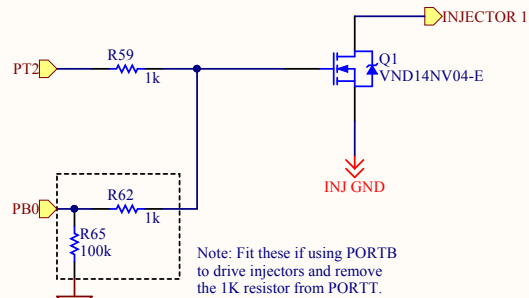 INJECTOR 1
R59
PT2
1k
Q1
VND14NV04-E
INJ GND
R62
PB0
1k
R65
100k
Note: Fit these if using PORTB
to drive injectors and remove
the 1K resistor from PORTT.